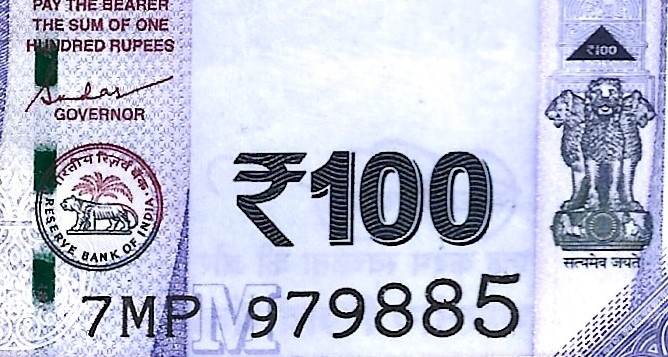 PAY THE BEARER
THE SUM OF ONE
HUNDRED RUPEES
GOVERNOR
भारतीय रिज़र्व बैंक
RESERVE BANK OF INDIA
₹100
₹100
सत्यमेव जयते
7MP 979885
M